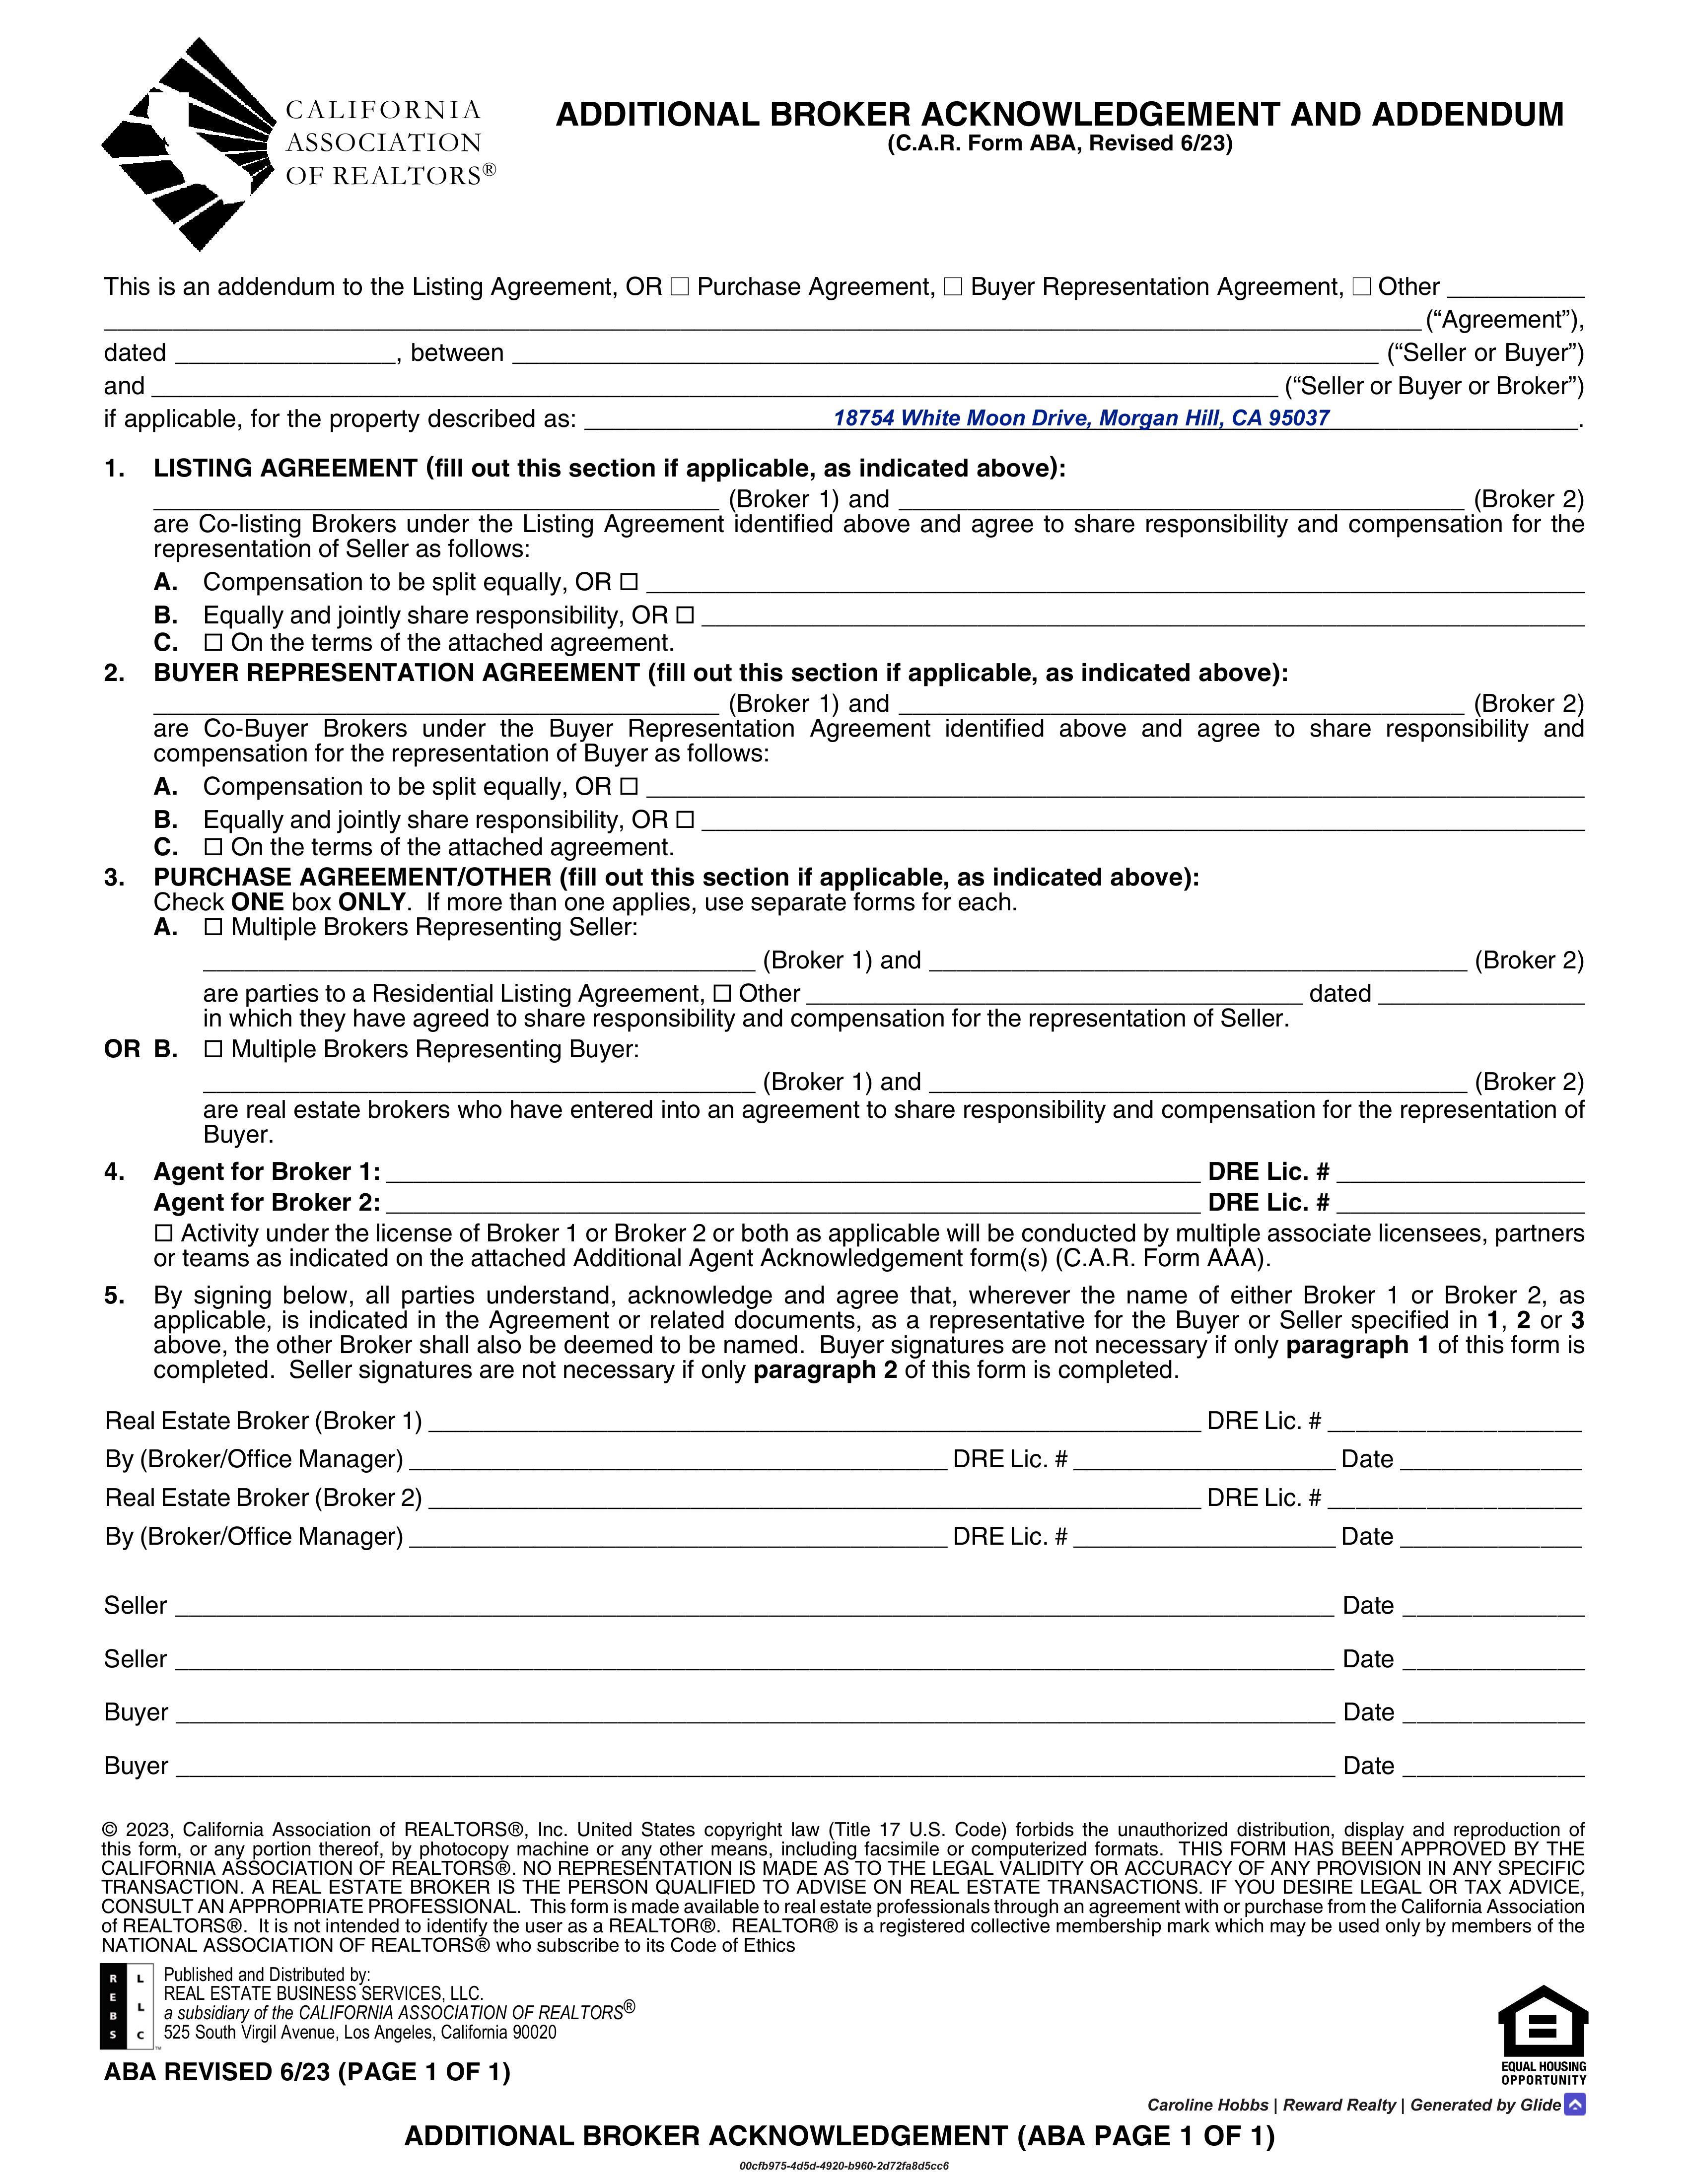 CALIFORNIA
ASSOCIATION
OF REALTORS®
ADDITIONAL BROKER ACKNOWLEDGEMENT AND ADDENDUM
(C.A.R. Form ABA, Revised 6/23)
This is an addendum to the Listing Agreement, OR ☐ Purchase Agreement, ☐ Buyer Representation Agreement, ☐ Other __________
__________ (“Agreement”),
dated __________, between __________ (“Seller or Buyer”)
and __________ (“Seller or Buyer or Broker”)
if applicable, for the property described as: 18754 White Moon Drive, Morgan Hill, CA 95037.
1. LISTING AGREEMENT (fill out this section if applicable, as indicated above):
__________ (Broker 1) and __________ (Broker 2)
are Co-listing Brokers under the Listing Agreement identified above and agree to share responsibility and compensation for the
representation of Seller as follows:
A. Compensation to be split equally, OR ☐ __________
B. Equally and jointly share responsibility, OR ☐ __________
C. ☐ On the terms of the attached agreement.
2. BUYER REPRESENTATION AGREEMENT (fill out this section if applicable, as indicated above):
__________ (Broker 1) and __________ (Broker 2)
are Co-Buyer Brokers under the Buyer Representation Agreement identified above and agree to share responsibility and
compensation for the representation of Buyer as follows:
A. Compensation to be split equally, OR ☐ __________
B. Equally and jointly share responsibility, OR ☐ __________
C. ☐ On the terms of the attached agreement.
3. PURCHASE AGREEMENT/OTHER (fill out this section if applicable, as indicated above):
Check ONE box ONLY. If more than one applies, use separate forms for each.
A. ☐ Multiple Brokers Representing Seller:
__________ (Broker 1) and __________ (Broker 2)
are parties to a Residential Listing Agreement, ☐ Other __________ dated __________
in which they have agreed to share responsibility and compensation for the representation of Seller.
OR B. ☐ Multiple Brokers Representing Buyer:
__________ (Broker 1) and __________ (Broker 2)
are real estate brokers who have entered into an agreement to share responsibility and compensation for the representation of
Buyer.
4. Agent for Broker 1: __________ DRE Lic. # __________
Agent for Broker 2: __________ DRE Lic. # __________
☐ Activity under the license of Broker 1 or Broker 2 or both as applicable will be conducted by multiple associate licensees, partners
or teams as indicated on the attached Additional Agent Acknowledgement form(s) (C.A.R. Form AAA).
5. By signing below, all parties understand, acknowledge and agree that, wherever the name of either Broker 1 or Broker 2, as
applicable, is indicated in the Agreement or related documents, as a representative for the Buyer or Seller specified in 1, 2 or 3
above, the other Broker shall also be deemed to be named. Buyer signatures are not necessary if only paragraph 1 of this form is
completed. Seller signatures are not necessary if only paragraph 2 of this form is completed.
Real Estate Broker (Broker 1) __________ DRE Lic. # __________
By (Broker/Office Manager) __________ DRE Lic. # __________ Date __________
Real Estate Broker (Broker 2) __________ DRE Lic. # __________
By (Broker/Office Manager) __________ DRE Lic. # __________ Date __________
Seller __________ Date __________
Seller __________ Date __________
Buyer __________ Date __________
Buyer __________ Date __________
© 2023, California Association of REALTORS®, Inc. United States copyright law (Title 17 U.S. Code) forbids the unauthorized distribution, display and reproduction of
this form, or any portion thereof, by photocopy machine or any other means, including facsimile or computerized formats. THIS FORM HAS BEEN APPROVED BY THE
CALIFORNIA ASSOCIATION OF REALTORS®. NO REPRESENTATION IS MADE AS TO THE LEGAL VALIDITY OR ACCURACY OF ANY PROVISION IN ANY SPECIFIC
TRANSACTION. A REAL ESTATE BROKER IS THE PERSON QUALIFIED TO ADVISE ON REAL ESTATE TRANSACTIONS. IF YOU DESIRE LEGAL OR TAX ADVICE,
CONSULT AN APPROPRIATE PROFESSIONAL. This form is made available to real estate professionals through an agreement with or purchase from the California Association
of REALTORS®. It is not intended to identify the user as a REALTOR®. REALTOR® is a registered collective membership mark which may be used only by members of the
NATIONAL ASSOCIATION OF REALTORS® who subscribe to its Code of Ethics
REBS LLC™
Published and Distributed by:
REAL ESTATE BUSINESS SERVICES, LLC.
a subsidiary of the CALIFORNIA ASSOCIATION OF REALTORS®
525 South Virgil Avenue, Los Angeles, California 90020
EQUAL HOUSING
OPPORTUNITY
ABA REVISED 6/23 (PAGE 1 OF 1)
Caroline Hobbs | Reward Realty | Generated by Glide
ADDITIONAL BROKER ACKNOWLEDGEMENT (ABA PAGE 1 OF 1)
00cfb975-4d5d-4920-b960-2d72fa8d5cc6